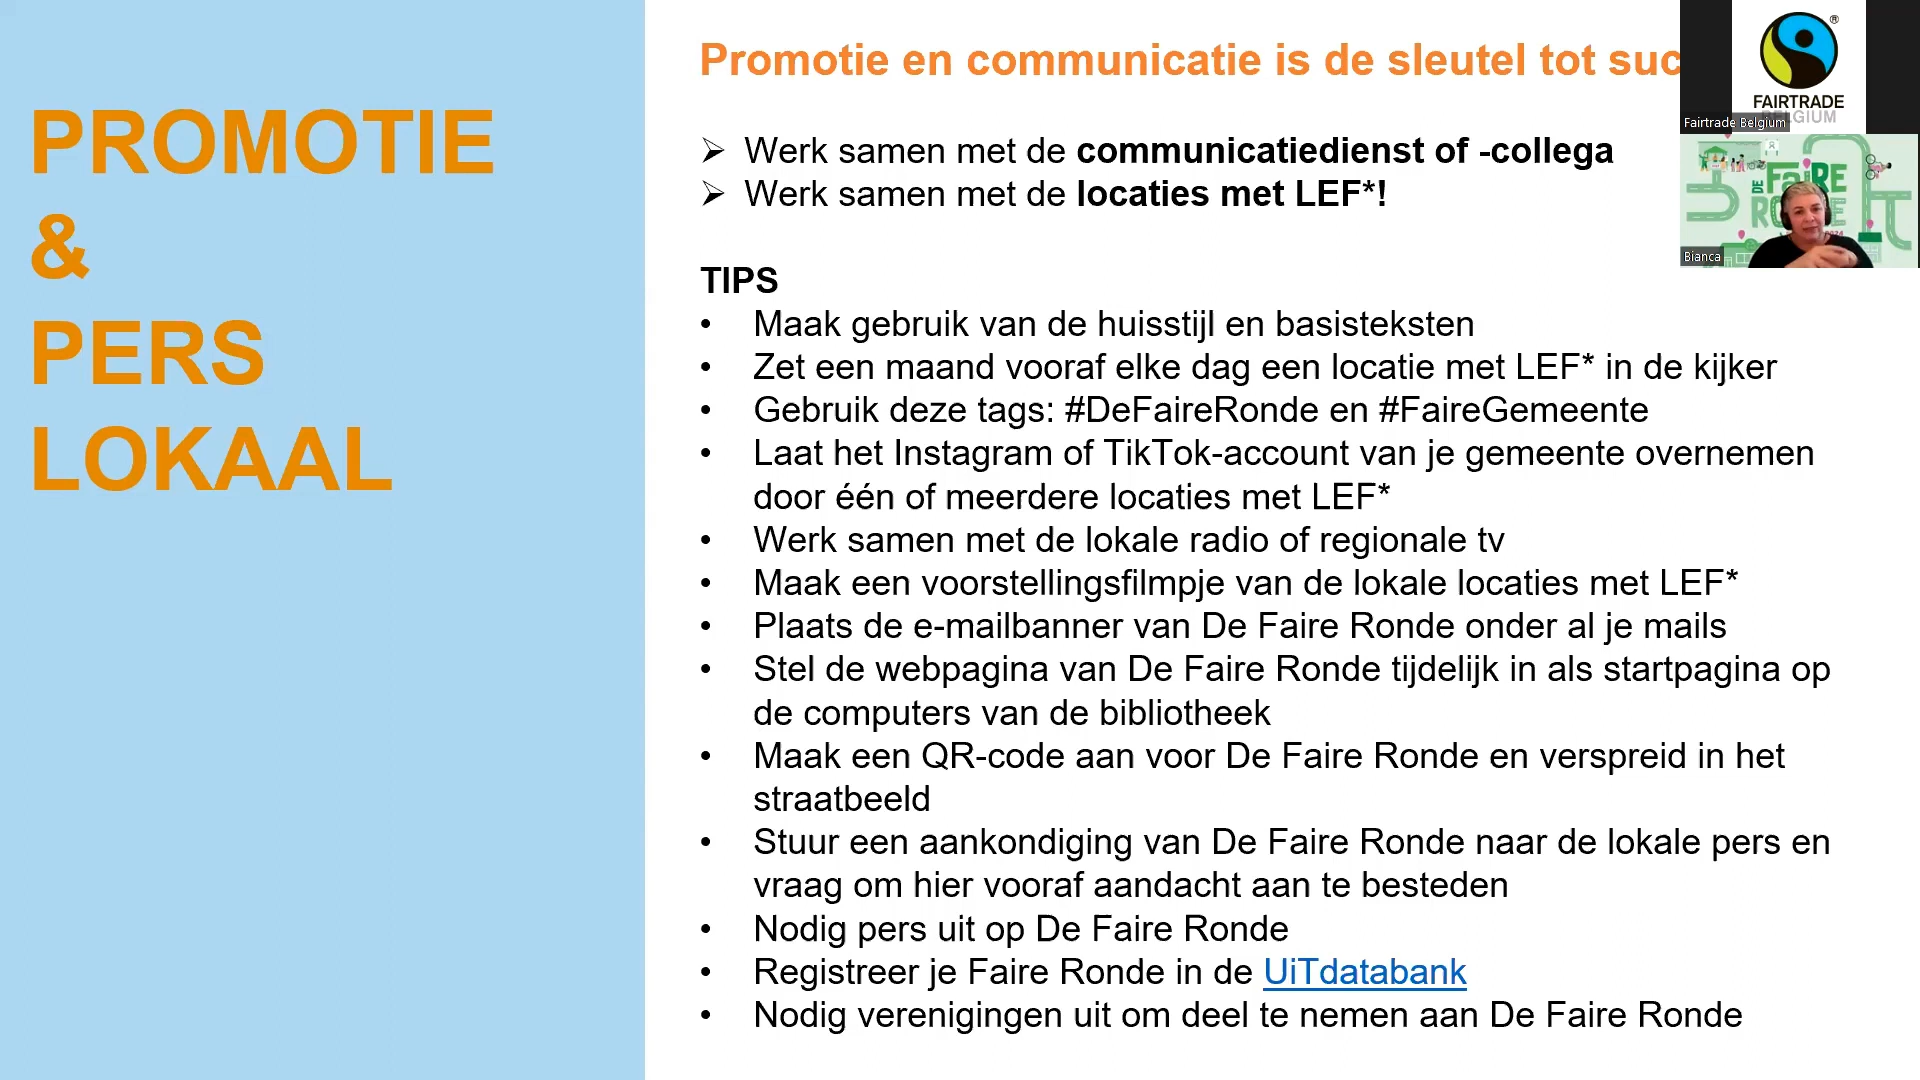 PROMOTIE
&
PERS
LOKAAL
Promotie en communicatie is de sleutel tot suc
➢ Werk samen met de communicatiedienst of -collega
➢ Werk samen met de locaties met LEF*!
TIPS
• Maak gebruik van de huisstijl en basisteksten
• Zet een maand vooraf elke dag een locatie met LEF* in de kijker
• Gebruik deze tags: #DeFaireRonde en #FaireGemeente
• Laat het Instagram of TikTok-account van je gemeente overnemen
door één of meerdere locaties met LEF*
• Werk samen met de lokale radio of regionale tv
• Maak een voorstellingsfilmpje van de lokale locaties met LEF*
• Plaats de e-mailbanner van De Faire Ronde onder al je mails
• Stel de webpagina van De Faire Ronde tijdelijk in als startpagina op
de computers van de bibliotheek
• Maak een QR-code aan voor De Faire Ronde en verspreid in het
straatbeeld
• Stuur een aankondiging van De Faire Ronde naar de lokale pers en
vraag om hier vooraf aandacht aan te besteden
• Nodig pers uit op De Faire Ronde
• Registreer je Faire Ronde in de UiTdatabank
• Nodig verenigingen uit om deel te nemen aan De Faire Ronde
®
FAIRTRADE
BELGIUM
Fairtrade Belgium
DE FaiRE
Bianca